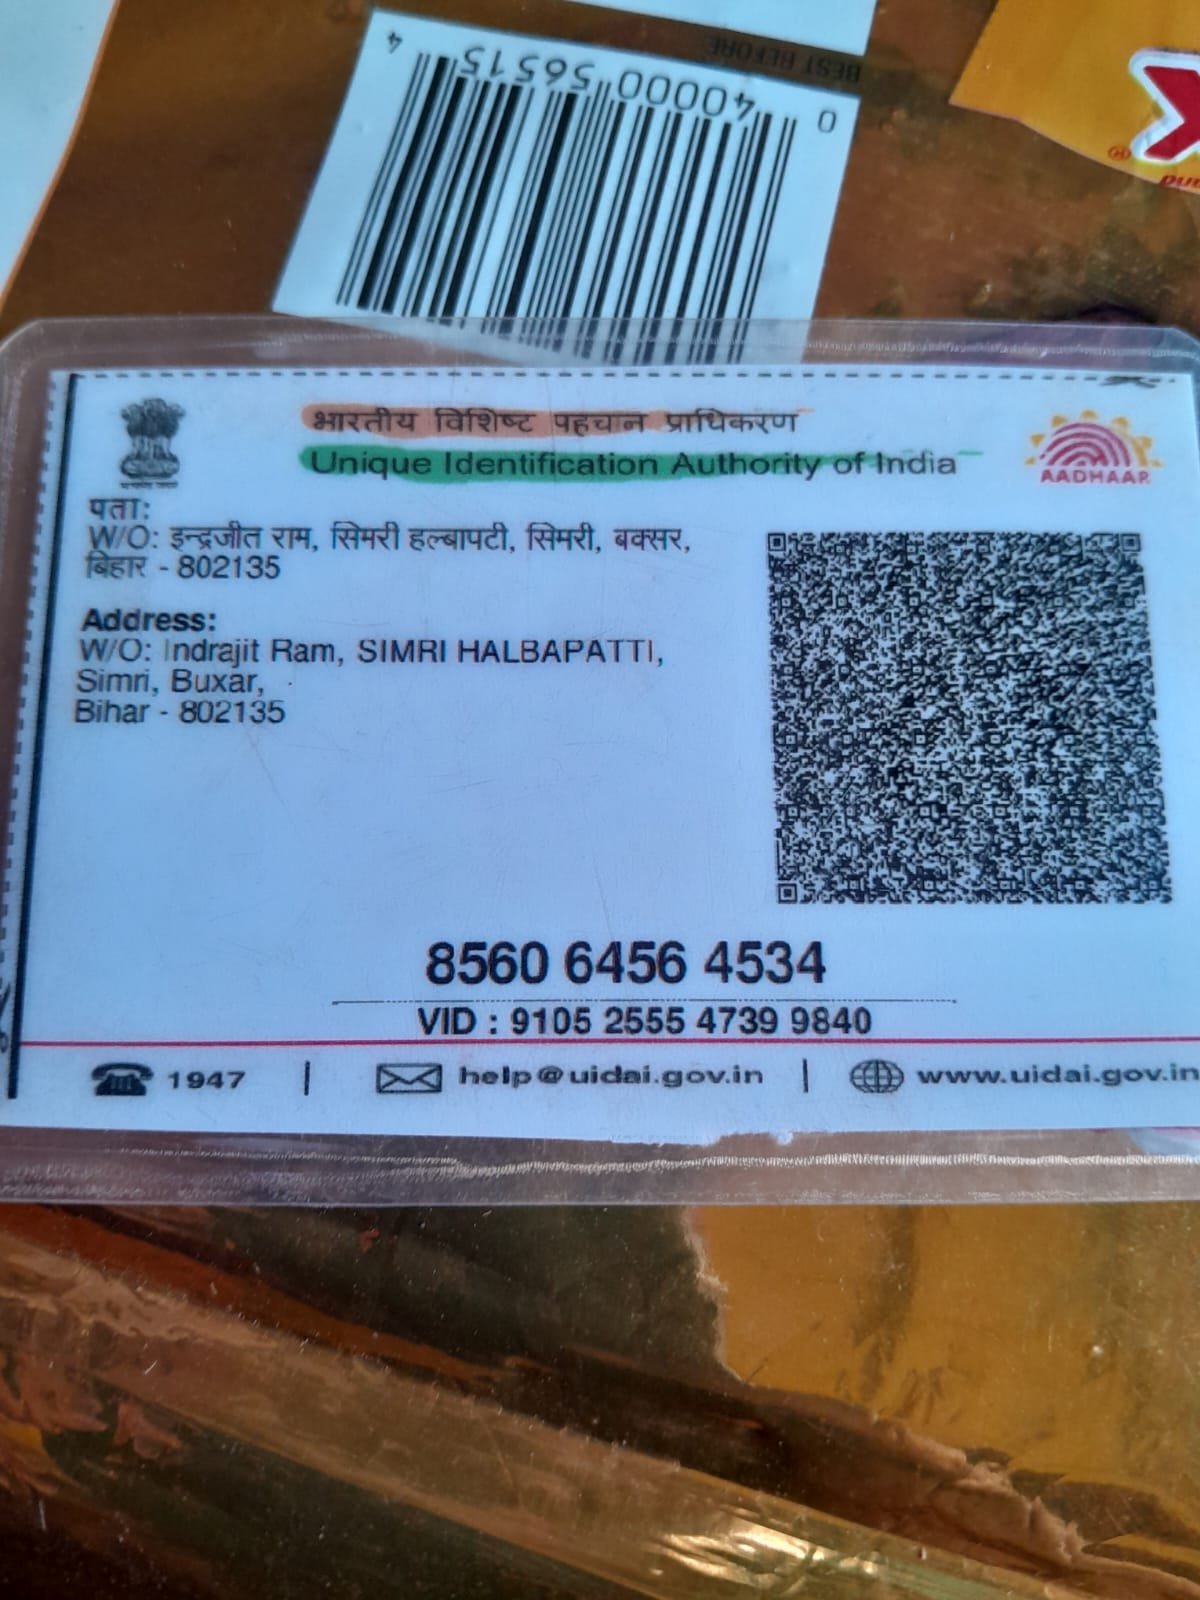 BEST BEFORE
0 40000 56515 4
भारतीय विशिष्ट पहचान प्राधिकरण
Unique Identification Authority of India
AADHAAR
पता:
W/O: इन्द्रजीत राम, सिमरी हल्बापटी, सिमरी, बक्सर,
बिहार - 802135
Address:
W/O: Indrajit Ram, SIMRI HALBAPATTI,
Simri, Buxar,
Bihar - 802135
8560 6456 4534
VID : 9105 2555 4739 9840
1947 | help@uidai.gov.in | www.uidai.gov.in